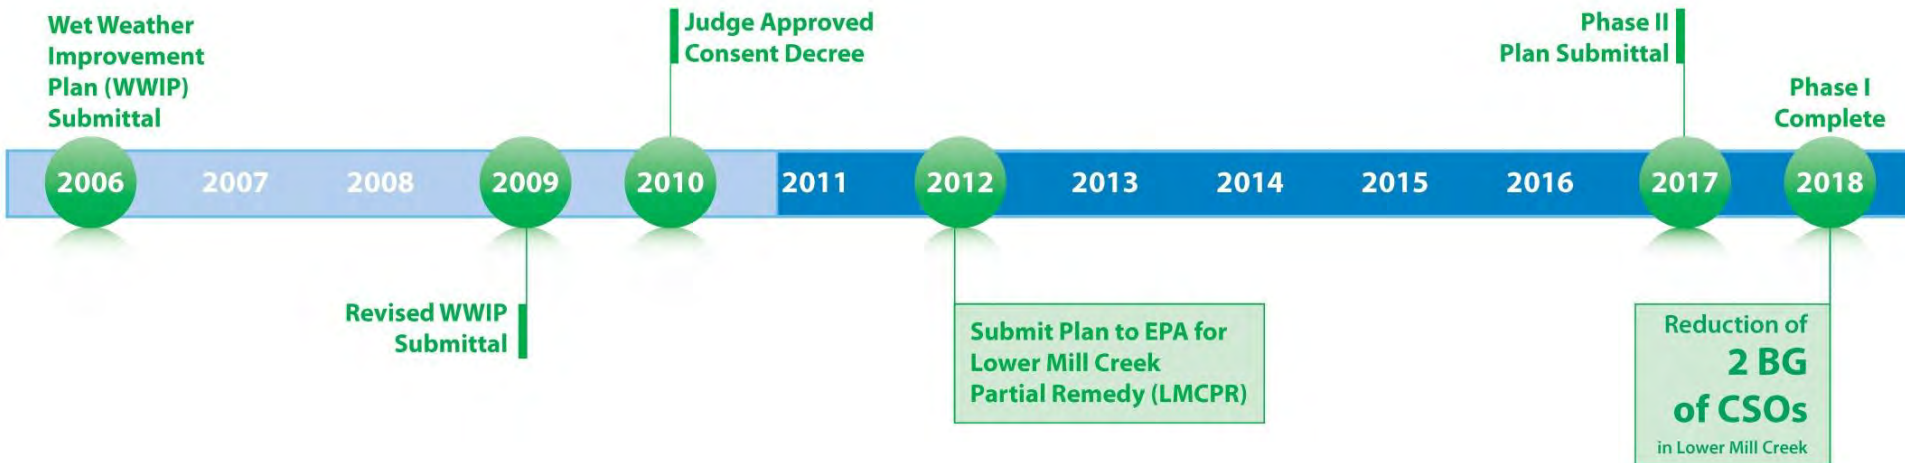 Wet Weather
Improvement
Plan (WWIP)
Submittal
Judge Approved
Consent Decree
Phase II
Plan Submittal
Phase I
Complete
2006 2007 2008 2009 2010 2011 2012 2013 2014 2015 2016 2017 2018
Revised WWIP
Submittal
Submit Plan to EPA for
Lower Mill Creek
Partial Remedy (LMCPR)
Reduction of
2 BG
of CSOs
in Lower Mill Creek